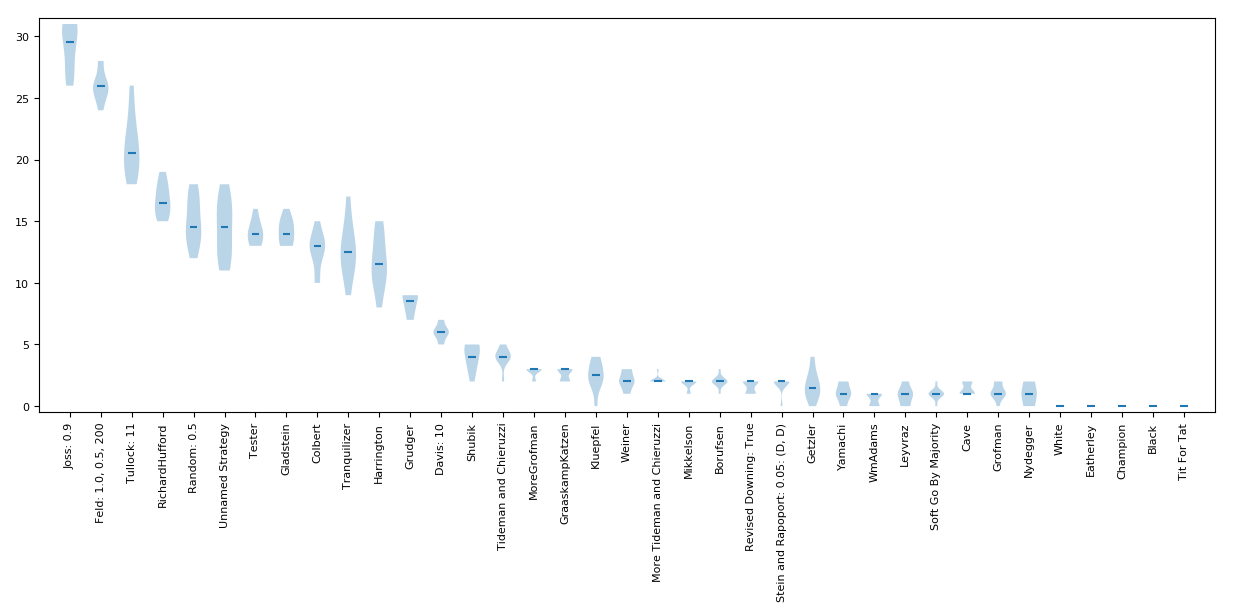 30
25
20
15
10
5
0
Joss: 0.9
Feld: 1.0, 0.5, 200
Tullock: 11
RichardHufford
Random: 0.5
Unnamed Strategy
Tester
Gladstein
Colbert
Tranquilizer
Harrington
Grudger
Davis: 10
Shubik
Tideman and Chieruzzi
MoreGrofman
GraaskampKatzen
Kluepfel
Weiner
More Tideman and Chieruzzi
Mikkelson
Borufsen
Revised Downing: True
Stein and Rapoport: 0.05: (D, D)
Getzler
Yamachi
WmAdams
Leyvraz
Soft Go By Majority
Cave
Grofman
Nydegger
White
Eatherley
Champion
Black
Tit For Tat